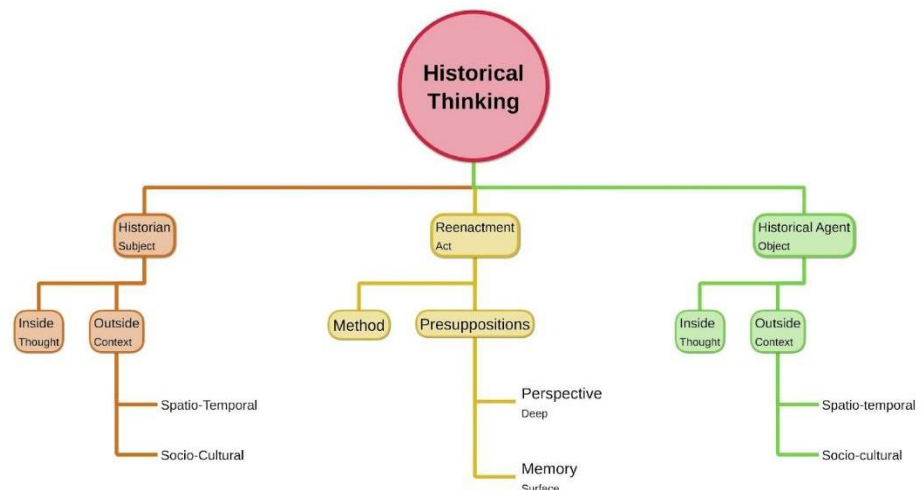 Historical
Thinking
Historian
Subject
Reenactment
Act
Historical Agent
Object
Inside
Thought
Outside
Context
Method
Presuppositions
Inside
Thought
Outside
Context
Spatio-Temporal
Perspective
Deep
Spatio-temporal
Socio-Cultural
Memory
Surface
Socio-cultural